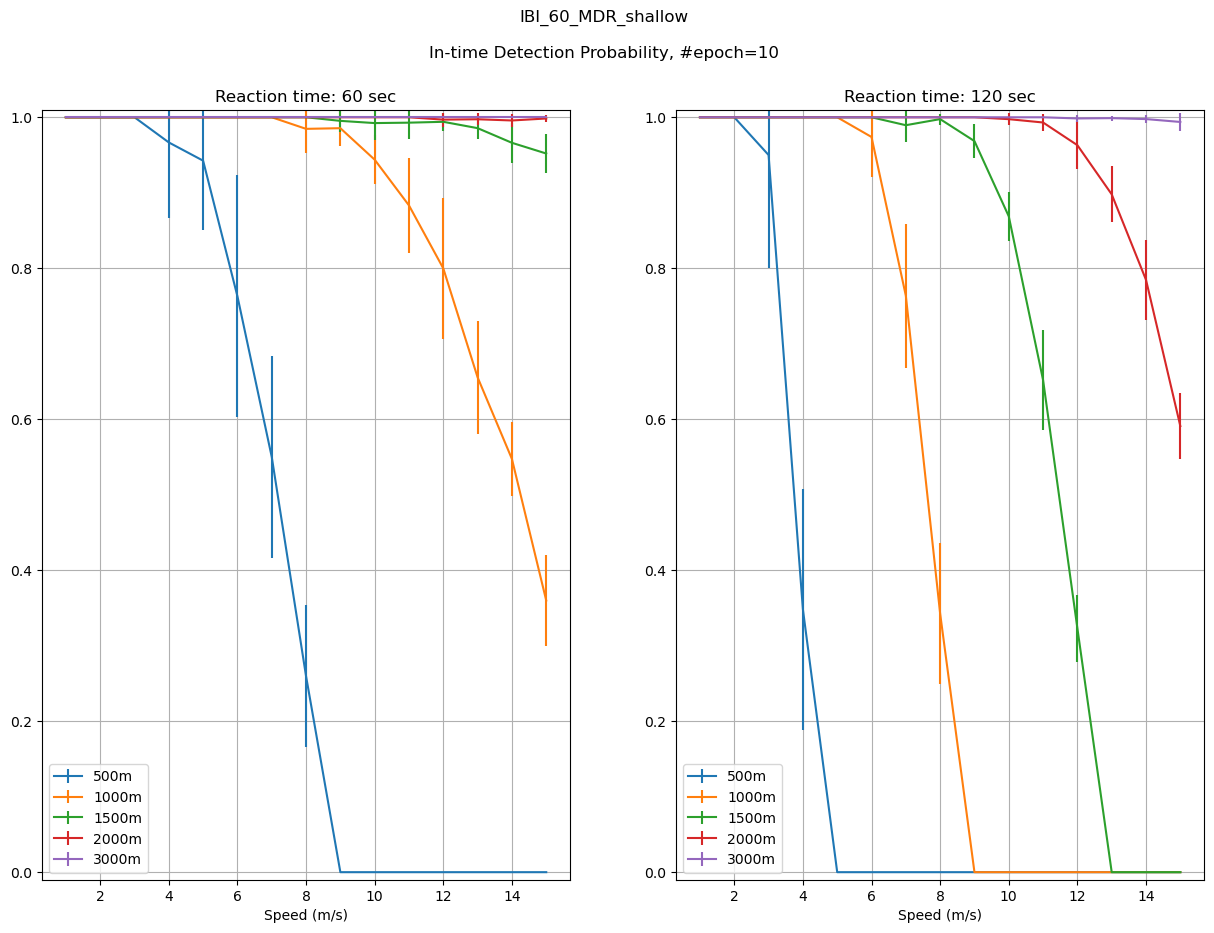 IBI_60_MDR_shallow
In-time Detection Probability, #epoch=10
Reaction time: 60 sec
1.0
0.8
0.6
0.4
0.2
0.0
500m
1000m
1500m
2000m
3000m
2 4 6 8 10 12 14
Speed (m/s)
Reaction time: 120 sec
1.0
0.8
0.6
0.4
0.2
0.0
500m
1000m
1500m
2000m
3000m
2 4 6 8 10 12 14
Speed (m/s)